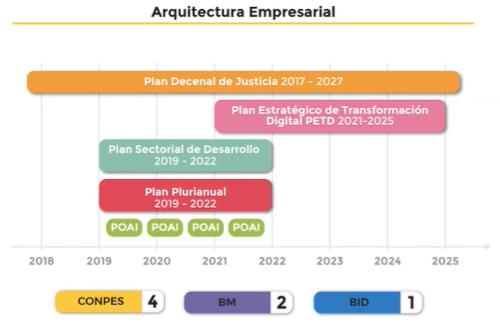 Arquitectura Empresarial
Plan Decenal de Justicia 2017 - 2027
Plan Estratégico de Transformación
Digital PETD 2021-2025
Plan Sectorial de Desarrollo
2019 - 2022
Plan Plurianual
2019 - 2022
POAI POAI POAI POAI
2018 2019 2020 2021 2022 2023 2024 2025
CONPES 4 BM 2 BID 1